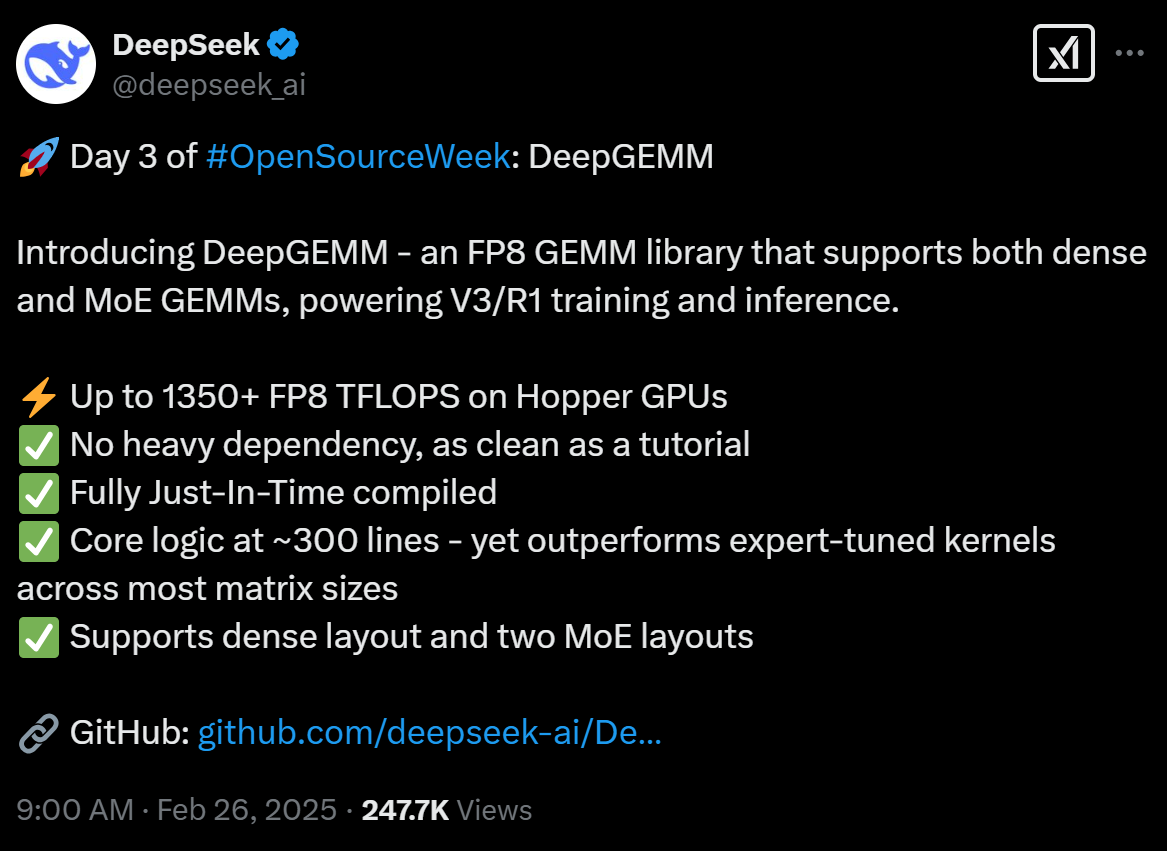 DeepSeek
@deepseek_ai
🚀 Day 3 of #OpenSourceWeek: DeepGEMM
Introducing DeepGEMM - an FP8 GEMM library that supports both dense
and MoE GEMMs, powering V3/R1 training and inference.
⚡ Up to 1350+ FP8 TFLOPS on Hopper GPUs
✅ No heavy dependency, as clean as a tutorial
✅ Fully Just-In-Time compiled
✅ Core logic at ~300 lines - yet outperforms expert-tuned kernels
across most matrix sizes
✅ Supports dense layout and two MoE layouts
🔗 GitHub: github.com/deepseek-ai/De…
9:00 AM · Feb 26, 2025 · 247.7K Views